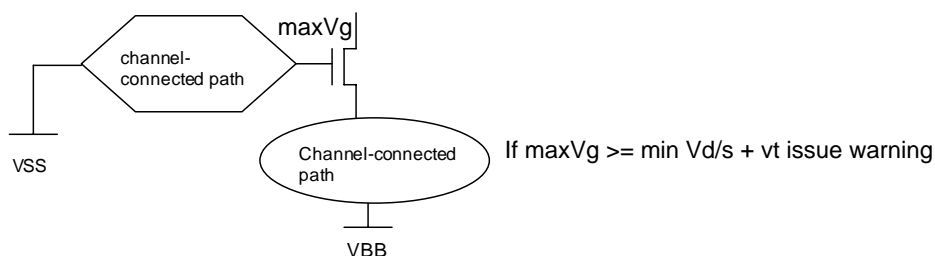 maxVg
channel-
connected path
VSS
Channel-connected
path
If maxVg >= min Vd/s + vt issue warning
VBB